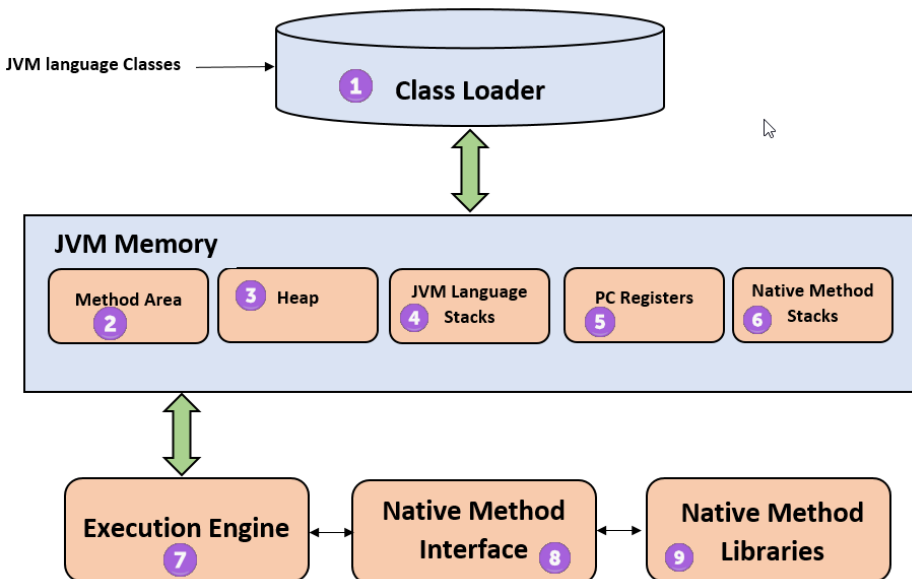 JVM language Classes
1 Class Loader
JVM Memory
Method Area
2
3 Heap
JVM Language
4 Stacks
PC Registers
5
Native Method
6 Stacks
Execution Engine
7
Native Method
Interface 8
Native Method
9 Libraries